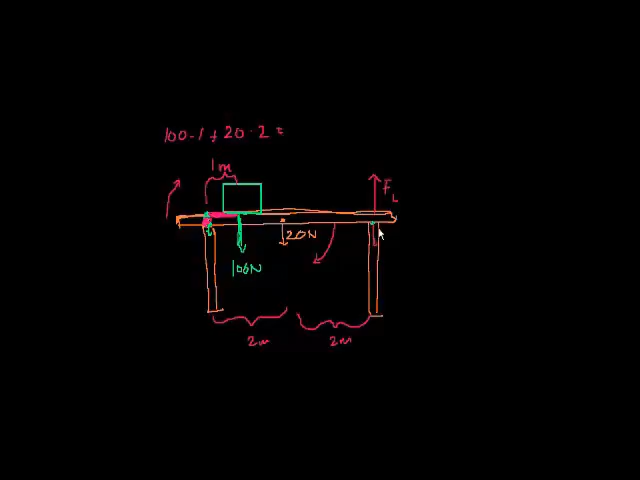 100·1 + 20·2 =
1m
F_L
20N
100N
2m
2m